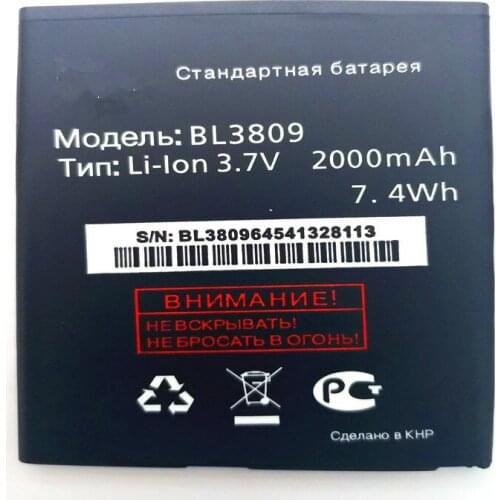 Стандартная батарея
Модель: BL3809
Тип: Li-Ion 3.7V 2000mAh
7.4Wh
S/N: BL380964541328113
ВНИМАНИЕ!
НЕ ВСКРЫВАТЬ!
НЕ БРОСАТЬ В ОГОНЬ!
РСТ
Сделано в КНР